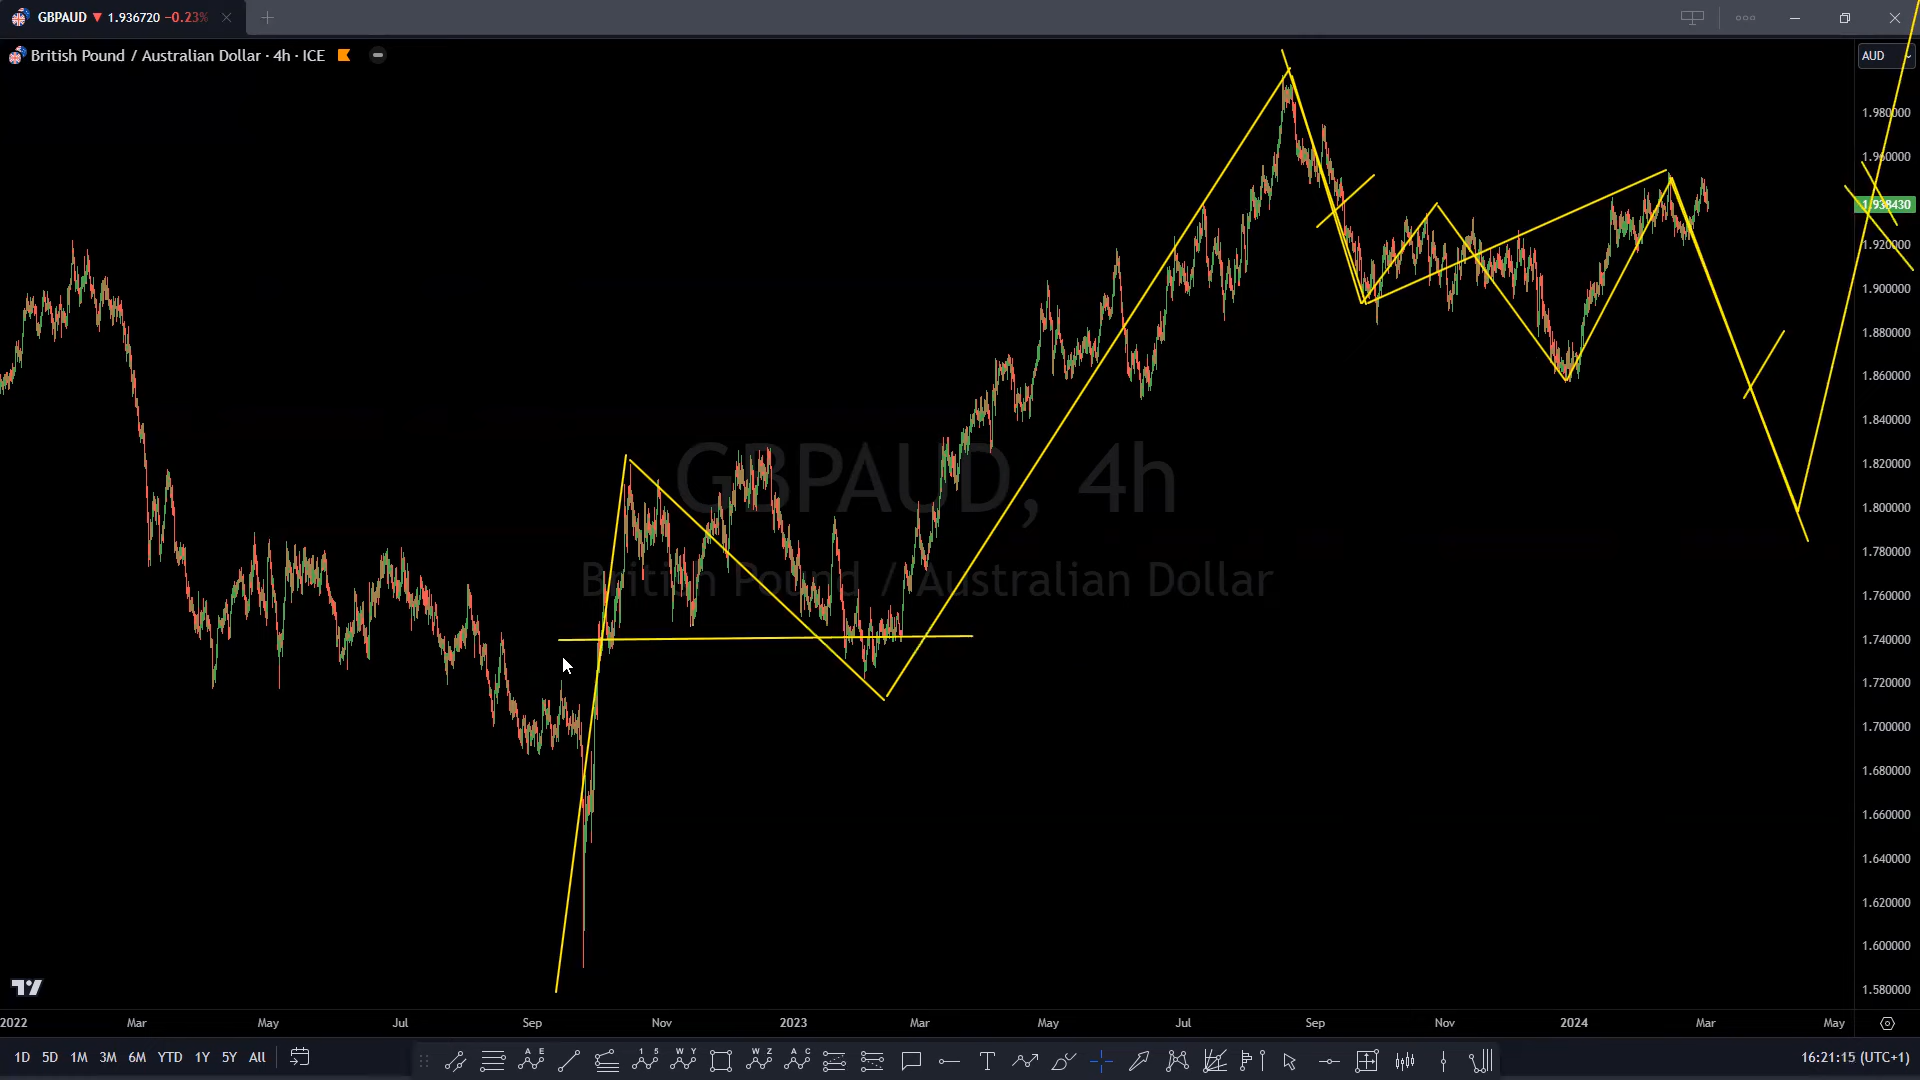 GBPAUD 1.936720 −0.23%
British Pound / Australian Dollar · 4h · ICE
AUD
1.980000
1.960000
1.938430
1.920000
1.900000
1.880000
1.860000
1.840000
1.820000
1.800000
1.780000
1.760000
1.740000
1.720000
1.700000
1.680000
1.660000
1.640000
1.620000
1.600000
1.580000
GBPAUD, 4h
British Pound / Australian Dollar
2022 Mar May Jul Sep Nov 2023 Mar May Jul Sep Nov 2024 Mar May
1D 5D 1M 3M 6M YTD 1Y 5Y All
16:21:15 (UTC+1)